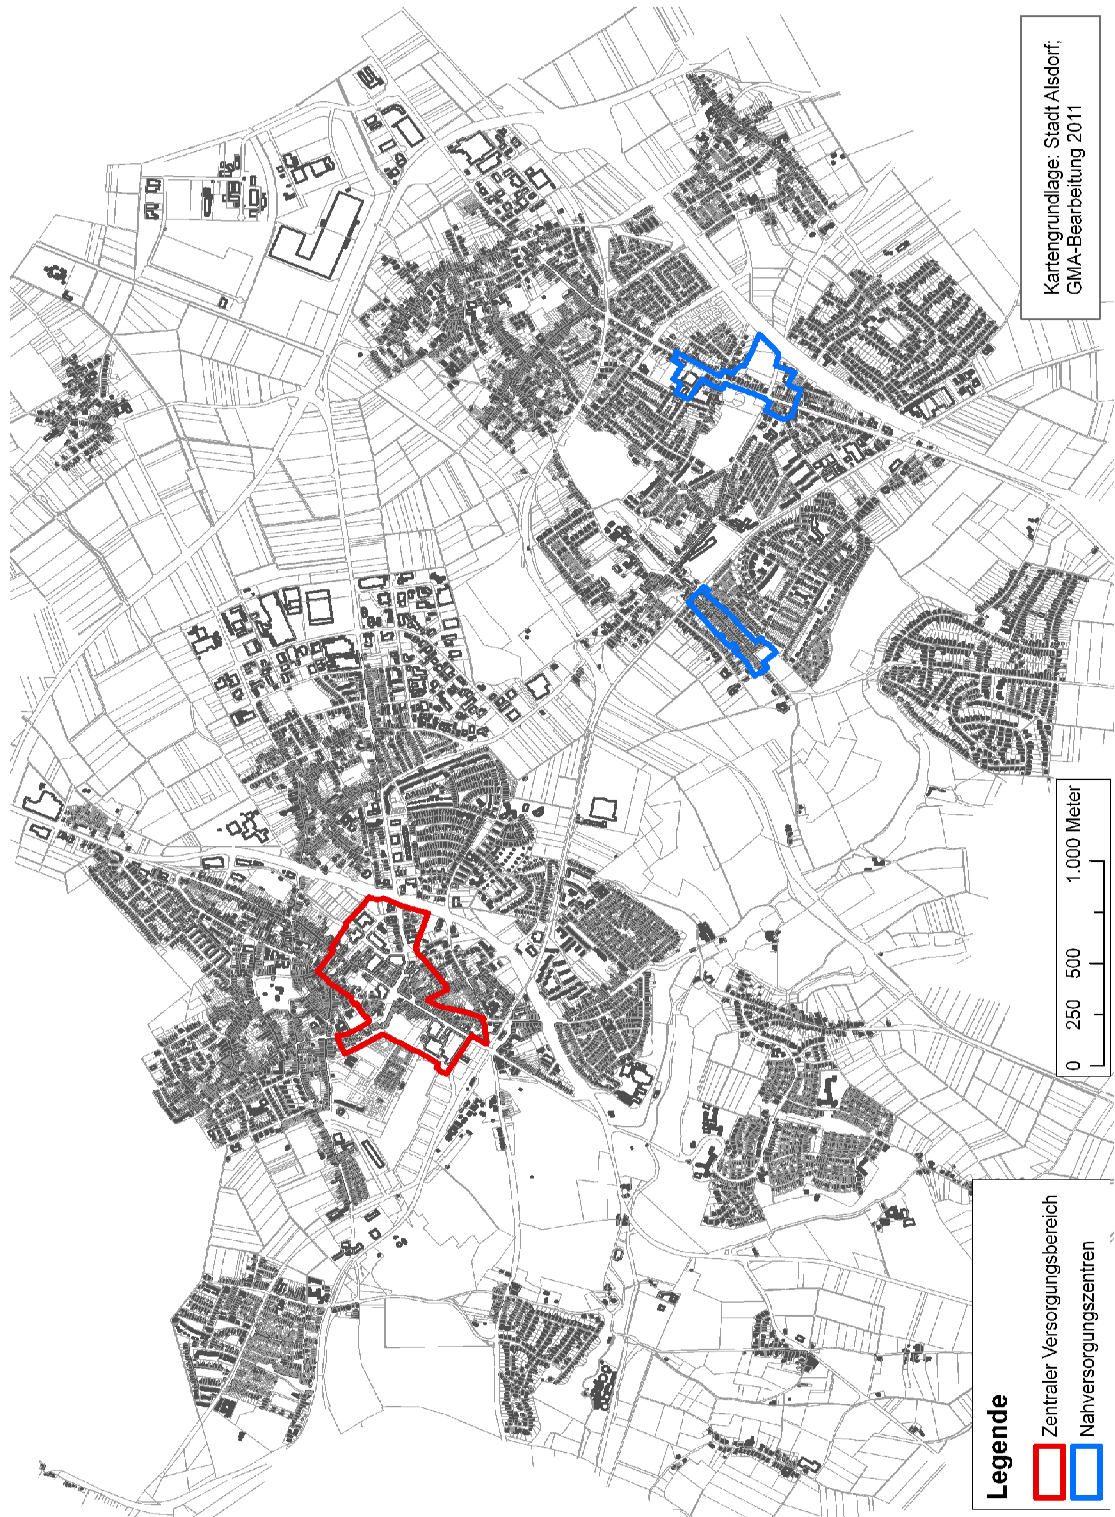 Kartengrundlage: Stadt Alsdorf;
GMA-Bearbeitung 2011
0 250 500 1.000 Meter
Legende
Zentraler Versorgungsbereich
Nahversorgungszentren